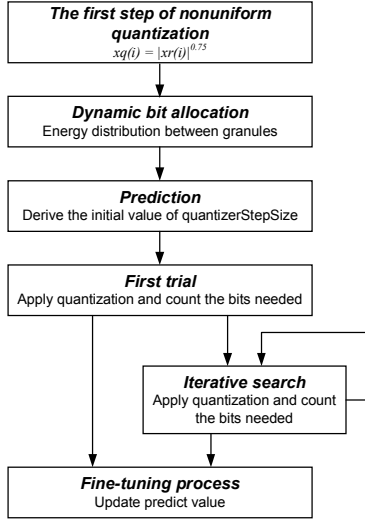 The first step of nonuniform
quantization
xq(i) = |xr(i)|^0.75
Dynamic bit allocation
Energy distribution between granules
Prediction
Derive the initial value of quantizerStepSize
First trial
Apply quantization and count the bits needed
Iterative search
Apply quantization and count
the bits needed
Fine-tuning process
Update predict value